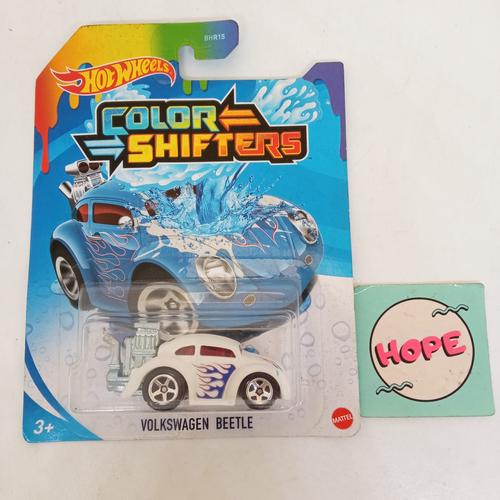 BHR15
Hot Wheels
COLOR
SHIFTERS
HOPE
3+
VOLKSWAGEN BEETLE
MATTEL